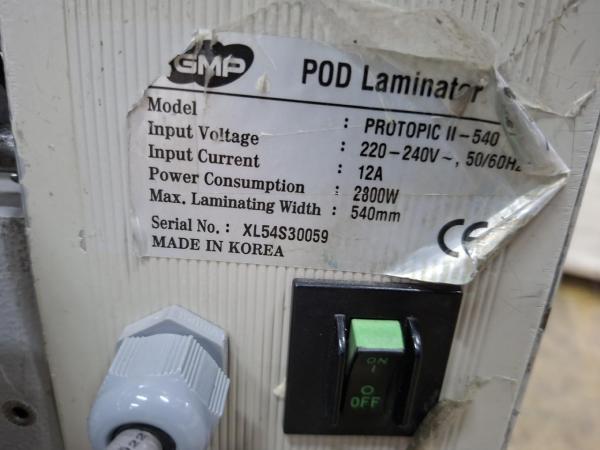 GMP
POD Laminator
Model : PROTOPIC II-540
Input Voltage : 220-240V~, 50/60Hz
Input Current : 12A
Power Consumption : 2800W
Max. Laminating Width : 540mm
Serial No. : XL54S30059
MADE IN KOREA
CE
ON
I
O
OFF
22